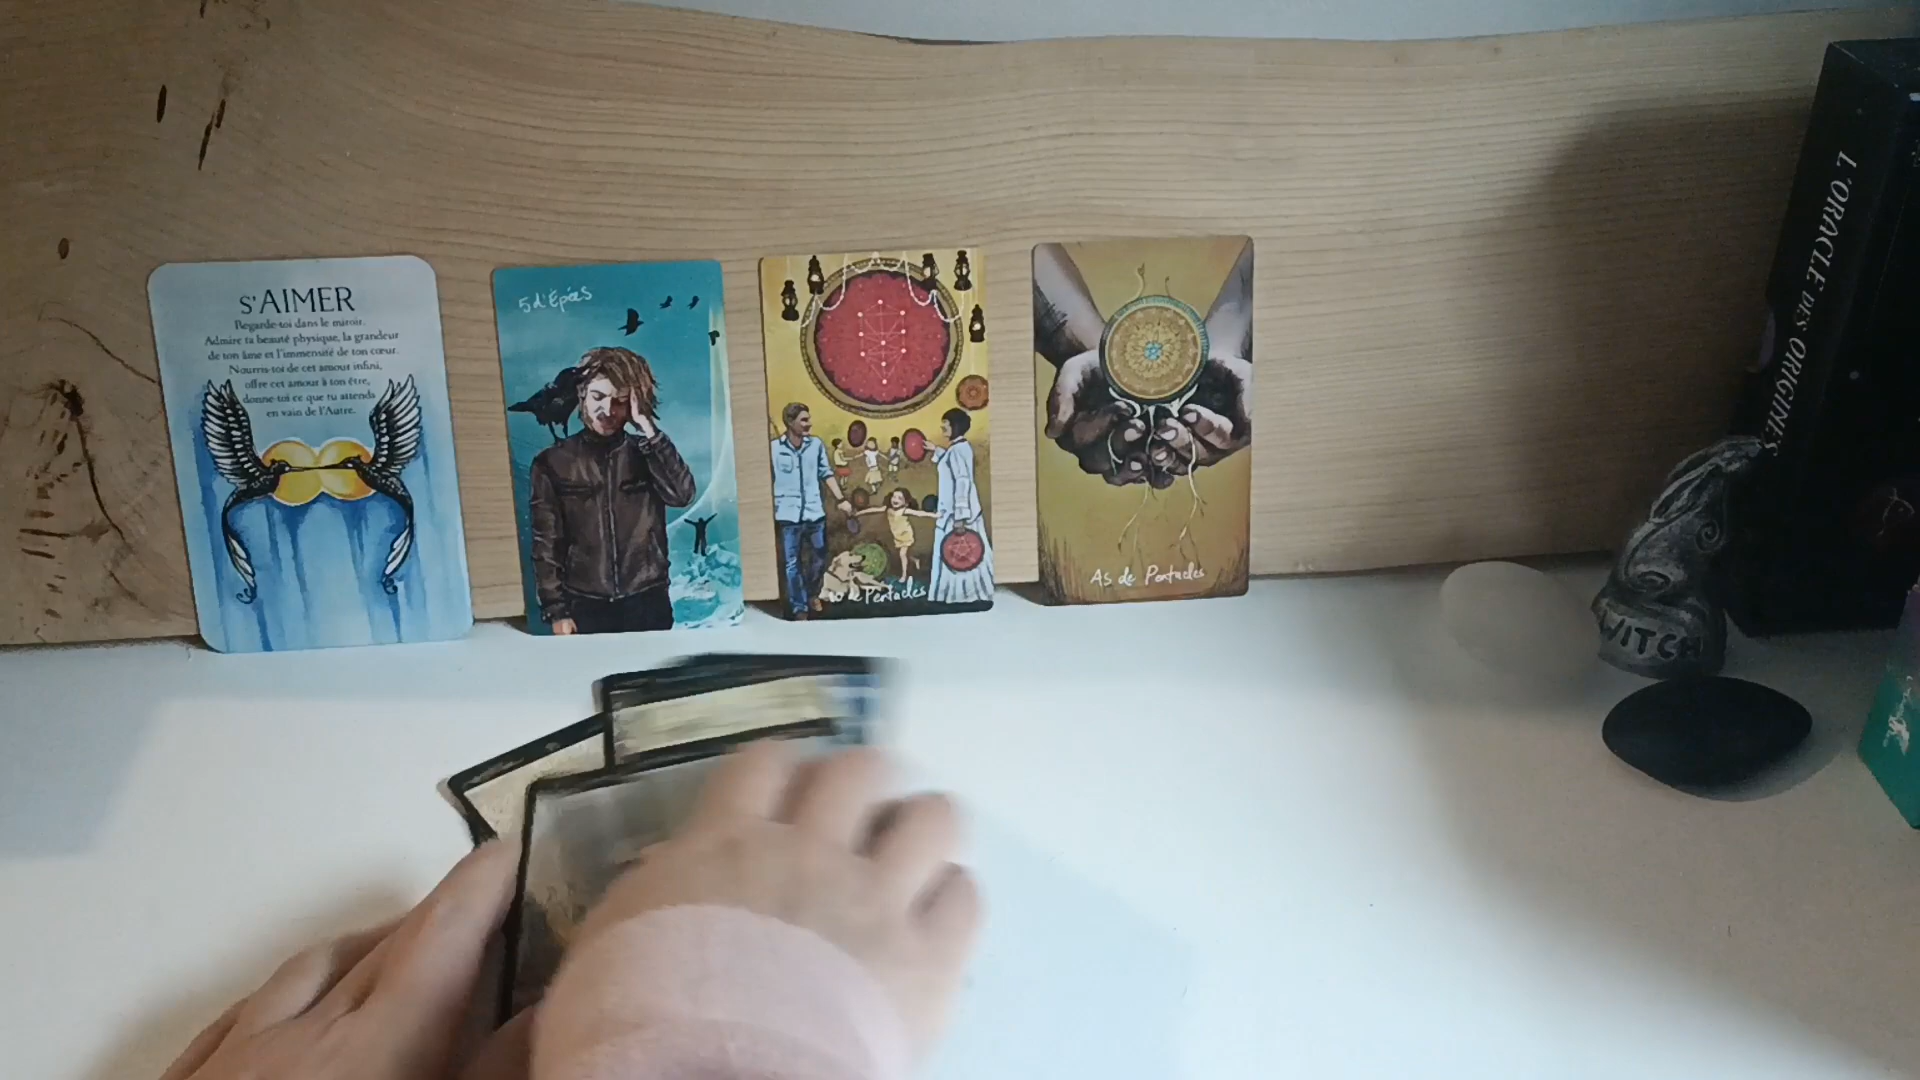 S'AIMER
Regarde-toi dans le miroir.
Admire ta beauté physique, la grandeur
de ton âme et l'immensité de ton cœur.
Nourris-toi de cet amour infini,
offre cet amour à ton être,
donne-toi ce que tu attends
en vain de l'Autre.
5 d'Épées
10 de Pentacles
As de Pentacles
L'ORACLE DES ORIGINES
WITCH